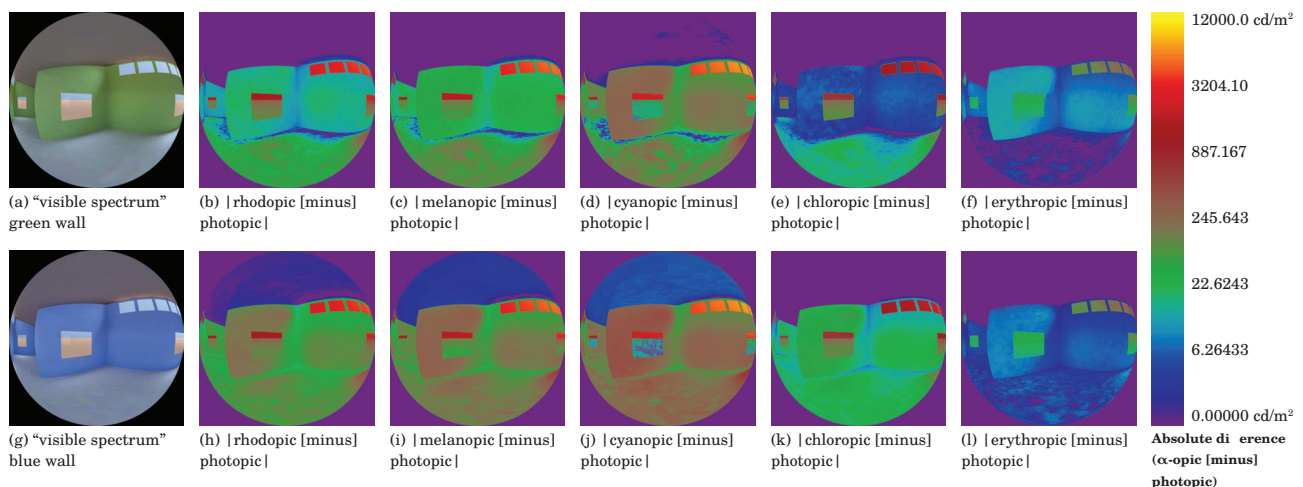 12000.0 cd/m²
3204.10
887.167
245.643
22.6243
6.26433
0.00000 cd/m²
Absolute di erence
(α-opic [minus]
photopic)
(a) “visible spectrum”
green wall
(b) |rhodopic [minus]
photopic|
(c) |melanopic [minus]
photopic|
(d) |cyanopic [minus]
photopic|
(e) |chloropic [minus]
photopic|
(f) |erythropic [minus]
photopic|
(g) “visible spectrum”
blue wall
(h) |rhodopic [minus]
photopic|
(i) |melanopic [minus]
photopic|
(j) |cyanopic [minus]
photopic|
(k) |chloropic [minus]
photopic|
(l) |erythropic [minus]
photopic|